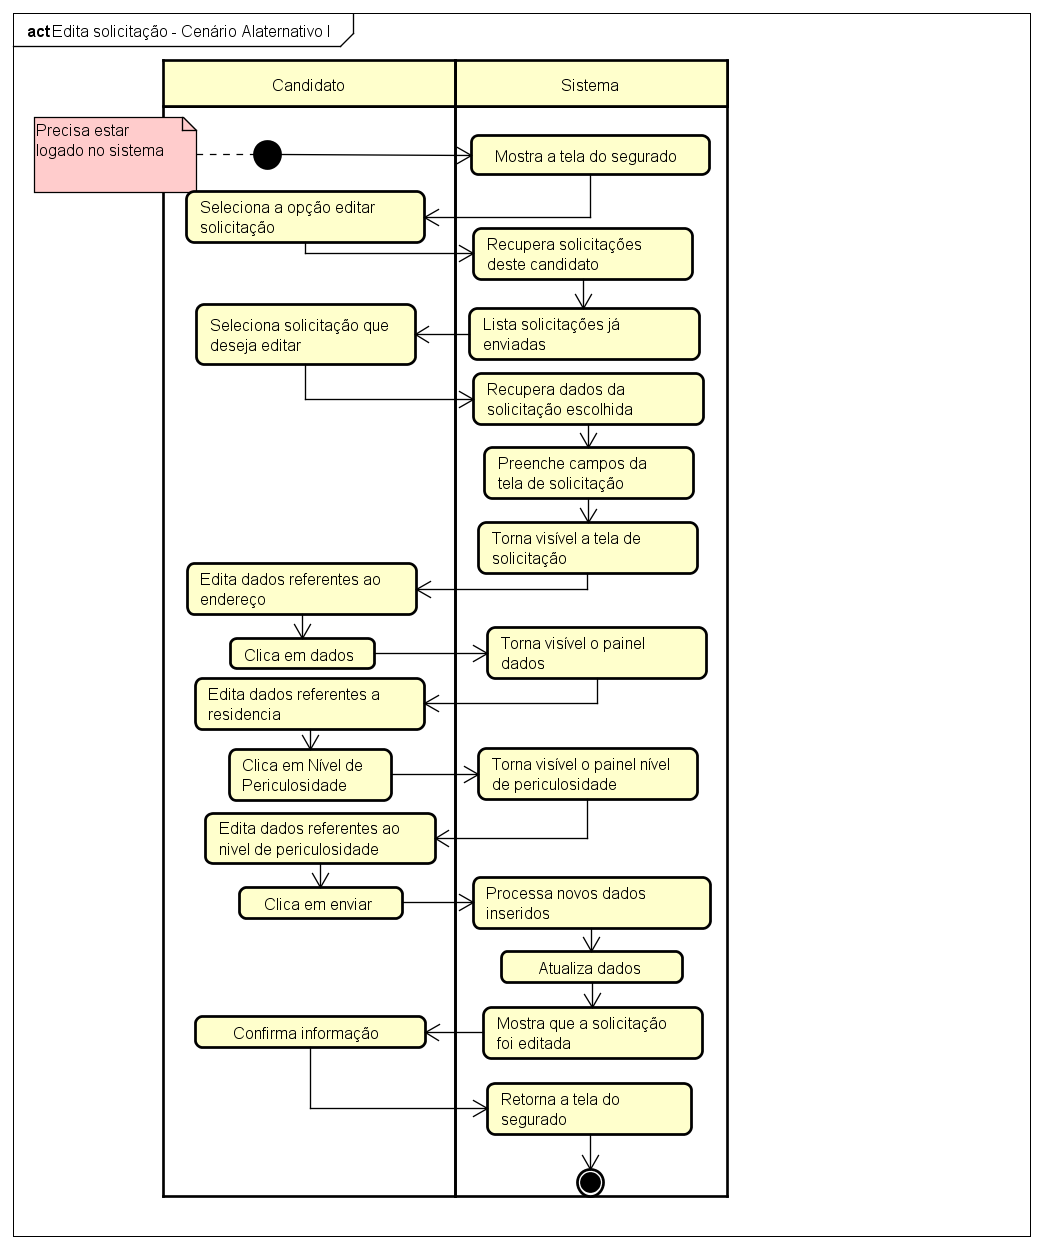 act Edita solicitação - Cenário Alaternativo I
Candidato
Sistema
Precisa estar
logado no sistema
Mostra a tela do segurado
Seleciona a opção editar
solicitação
Recupera solicitações
deste candidato
Lista solicitações já
enviadas
Seleciona solicitação que
deseja editar
Recupera dados da
solicitação escolhida
Preenche campos da
tela de solicitação
Torna visível a tela de
solicitação
Edita dados referentes ao
endereço
Clica em dados
Torna visível o painel
dados
Edita dados referentes a
residencia
Clica em Nível de
Periculosidade
Torna visível o painel nível
de periculosidade
Edita dados referentes ao
nivel de periculosidade
Clica em enviar
Processa novos dados
inseridos
Atualiza dados
Mostra que a solicitação
foi editada
Confirma informação
Retorna a tela do
segurado